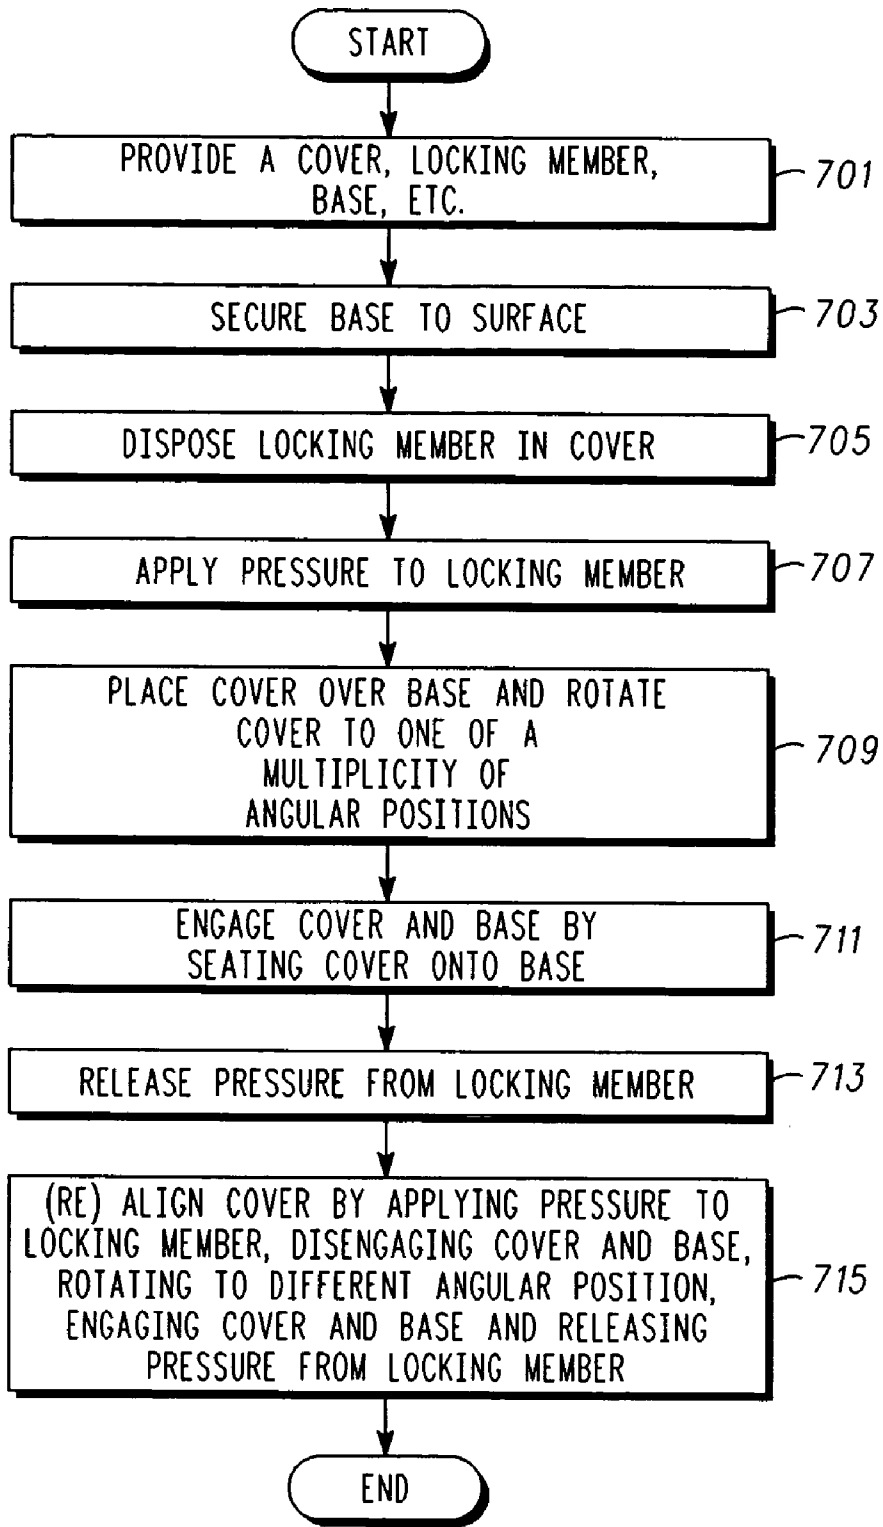 START
PROVIDE A COVER, LOCKING MEMBER,
BASE, ETC.
701
SECURE BASE TO SURFACE
703
DISPOSE LOCKING MEMBER IN COVER
705
APPLY PRESSURE TO LOCKING MEMBER
707
PLACE COVER OVER BASE AND ROTATE
COVER TO ONE OF A
MULTIPLICITY OF
ANGULAR POSITIONS
709
ENGAGE COVER AND BASE BY
SEATING COVER ONTO BASE
711
RELEASE PRESSURE FROM LOCKING MEMBER
713
(RE) ALIGN COVER BY APPLYING PRESSURE TO
LOCKING MEMBER, DISENGAGING COVER AND BASE,
ROTATING TO DIFFERENT ANGULAR POSITION,
ENGAGING COVER AND BASE AND RELEASING
PRESSURE FROM LOCKING MEMBER
715
END